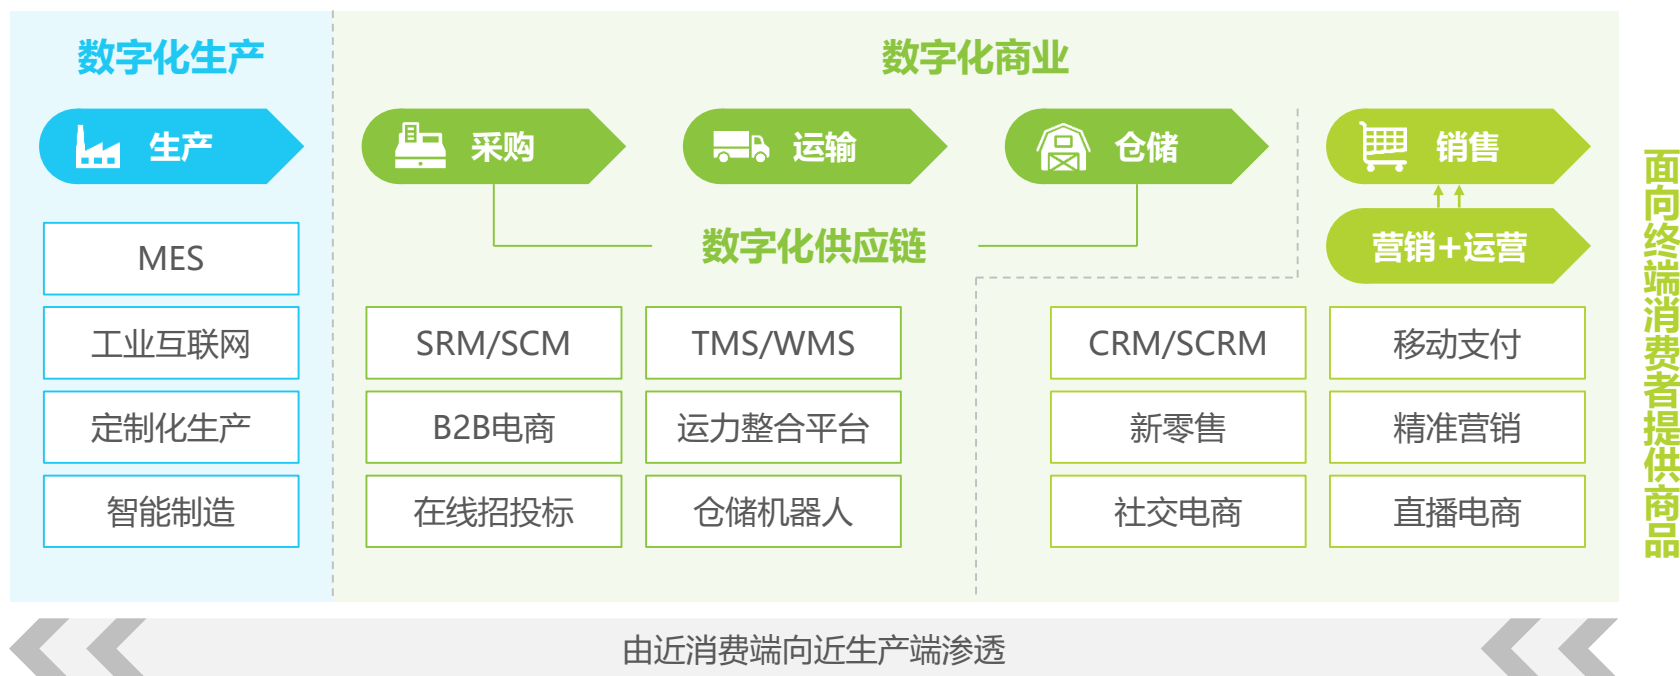 数字化生产
数字化商业
生产
采购
运输
仓储
销售
数字化供应链
营销+运营
MES
工业互联网
定制化生产
智能制造
SRM/SCM
TMS/WMS
B2B电商
运力整合平台
在线招投标
仓储机器人
CRM/SCRM
移动支付
新零售
精准营销
社交电商
直播电商
面向终端消费者提供商品
由近消费端向近生产端渗透